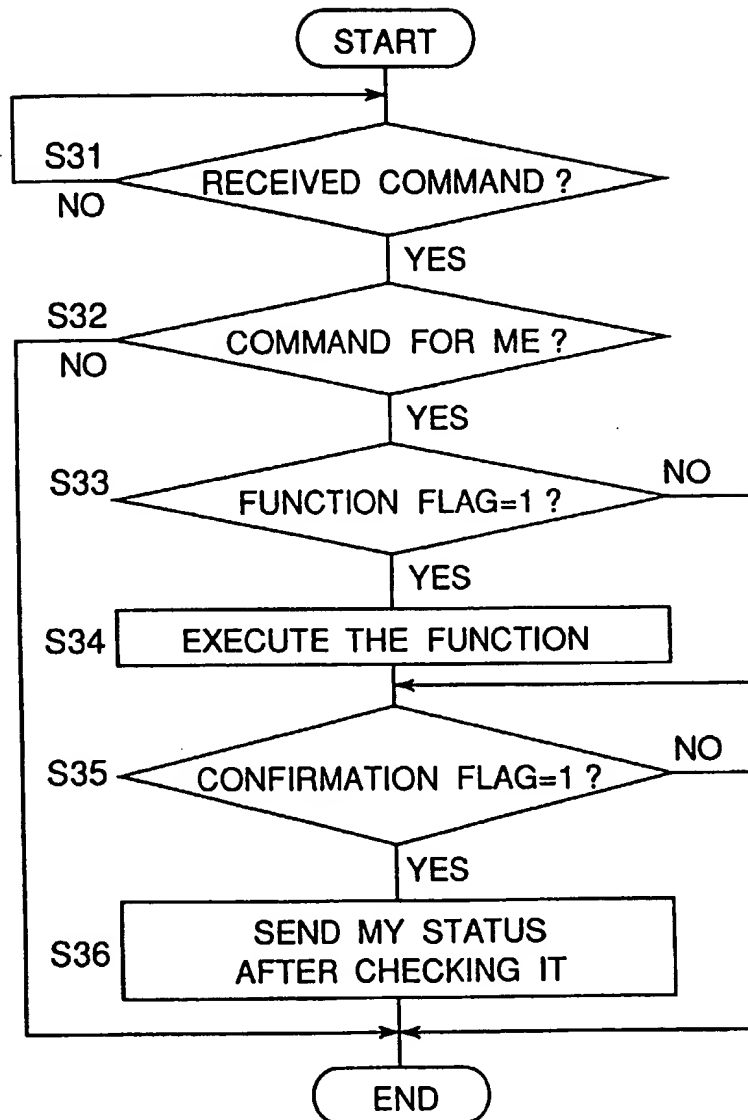 START
S31
RECEIVED COMMAND ?
NO
YES
S32
COMMAND FOR ME ?
NO
YES
S33
FUNCTION FLAG=1 ?
NO
YES
S34
EXECUTE THE FUNCTION
S35
CONFIRMATION FLAG=1 ?
NO
YES
S36
SEND MY STATUS
AFTER CHECKING IT
END